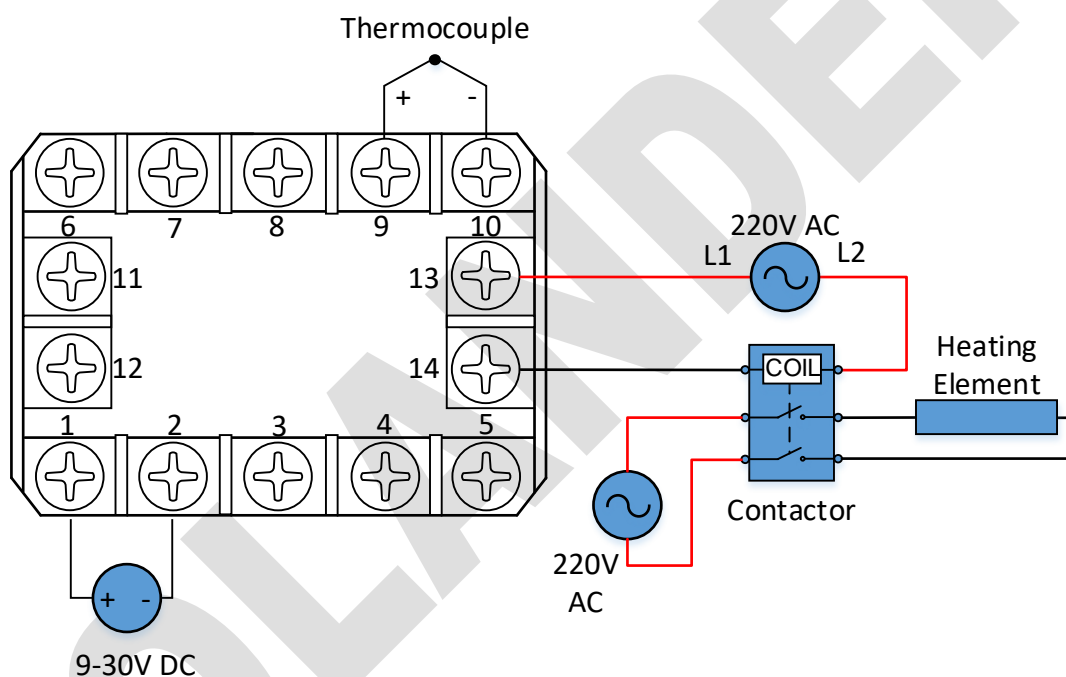 Thermocouple
+ -
6 7 8 9 10
220V AC
L1 L2
11 13
12 14
COIL
Heating
Element
1 2 3 4 5
Contactor
220V
AC
+ -
9-30V DC